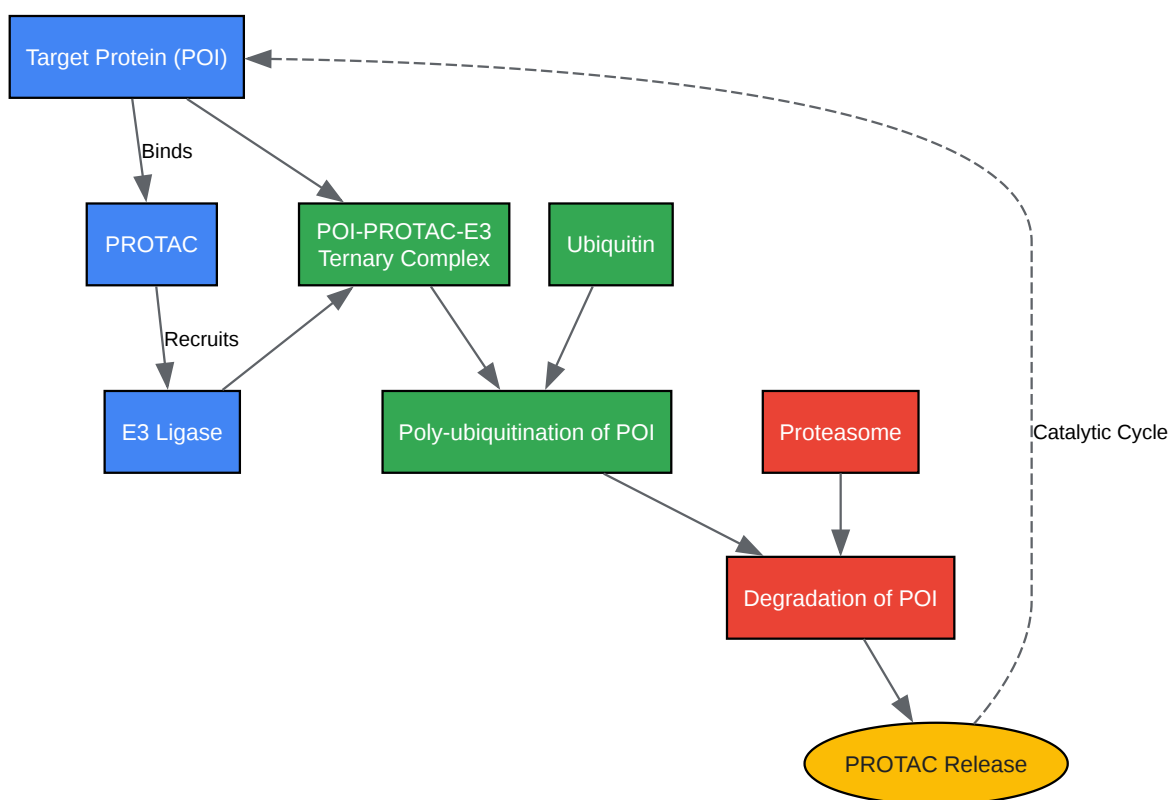 Target Protein (POI)
Binds
PROTAC
POI-PROTAC-E3
Ternary Complex
Ubiquitin
Recruits
E3 Ligase
Poly-ubiquitination of POI
Proteasome
Catalytic Cycle
Degradation of POI
PROTAC Release